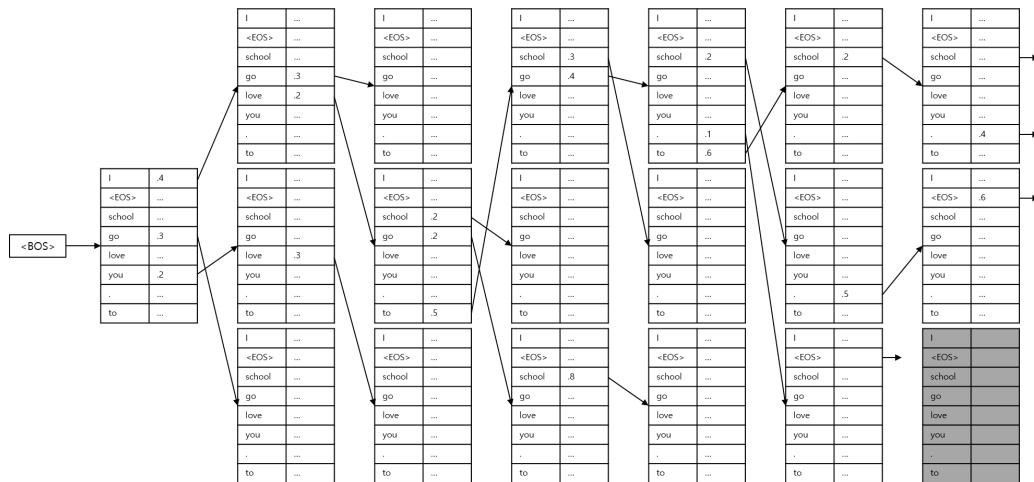 <BOS>
I .4
<EOS> ...
school ...
go .3
love ...
you .2
. ...
to ...
I ...
<EOS> ...
school ...
go .3
love .2
you ...
. ...
to ...
I ...
<EOS> ...
school ...
go ...
love .3
you ...
. ...
to ...
I ...
<EOS> ...
school ...
go ...
love ...
you ...
. ...
to ...
I ...
<EOS> ...
school ...
go ...
love ...
you ...
. ...
to ...
I ...
<EOS> ...
school .2
go .2
love ...
you ...
. ...
to .5
I ...
<EOS> ...
school ...
go ...
love ...
you ...
. ...
to ...
I ...
<EOS> ...
school .3
go .4
love ...
you ...
. ...
to ...
I ...
<EOS> ...
school ...
go ...
love ...
you ...
. ...
to ...
I ...
<EOS> ...
school .8
go ...
love ...
you ...
. ...
to ...
I ...
<EOS> ...
school .2
go ...
love ...
you ...
. .1
to .6
I ...
<EOS> ...
school ...
go ...
love ...
you ...
. ...
to ...
I ...
<EOS> ...
school ...
go ...
love ...
you ...
. ...
to ...
I ...
<EOS> ...
school .2
go ...
love ...
you ...
. ...
to ...
I ...
<EOS> ...
school ...
go ...
love ...
you ...
. .5
to ...
I ...
<EOS> ...
school ...
go ...
love ...
you ...
. ...
to ...
I ...
<EOS> ...
school ...
go ...
love ...
you ...
. .4
to ...
I ...
<EOS> .6
school ...
go ...
love ...
you ...
. ...
to ...
I
<EOS>
school
go
love
you
.
to